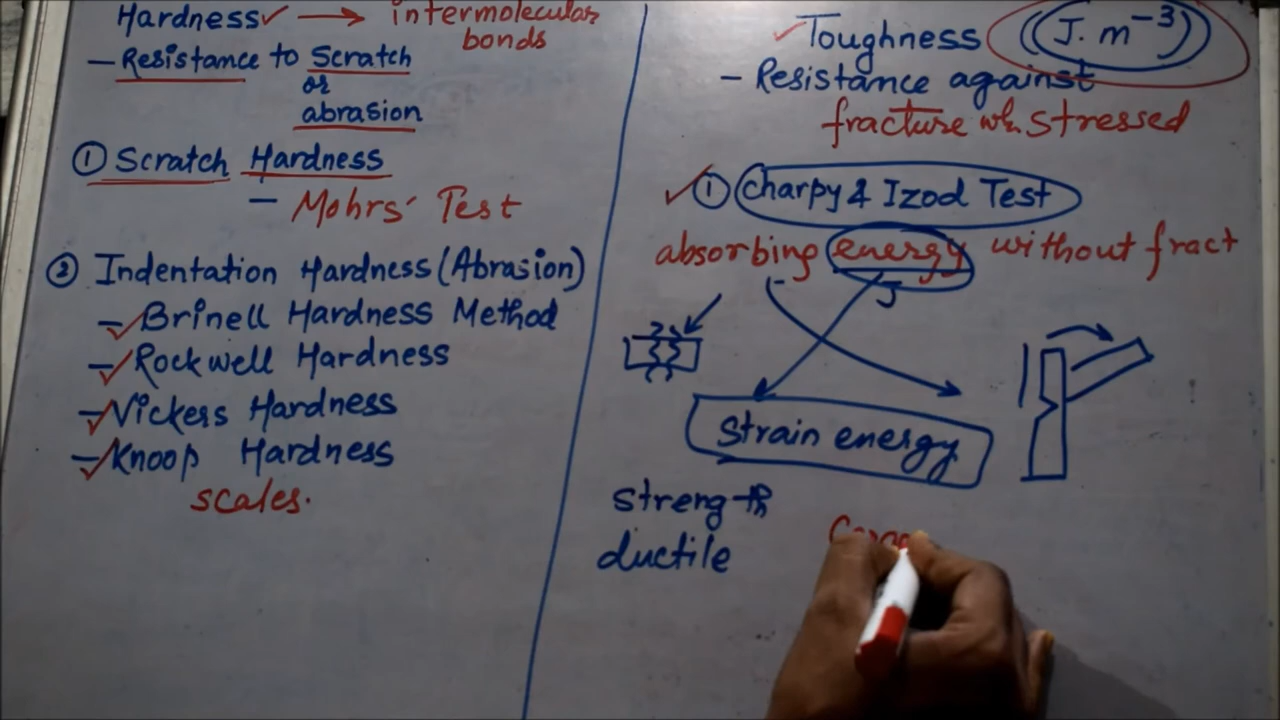 Hardness → intermolecular
bonds
– Resistance to Scratch
or
abrasion
① Scratch Hardness
– Mohrs' Test
② Indentation Hardness (Abrasion)
– Brinell Hardness Method
– Rockwell Hardness
– Vickers Hardness
– Knoop Hardness
scales.
Toughness (J.m⁻³)
– Resistance against
fracture wh. stressed
① Charpy & Izod Test
absorbing energy without fract
J
Strain energy
strength
ductile